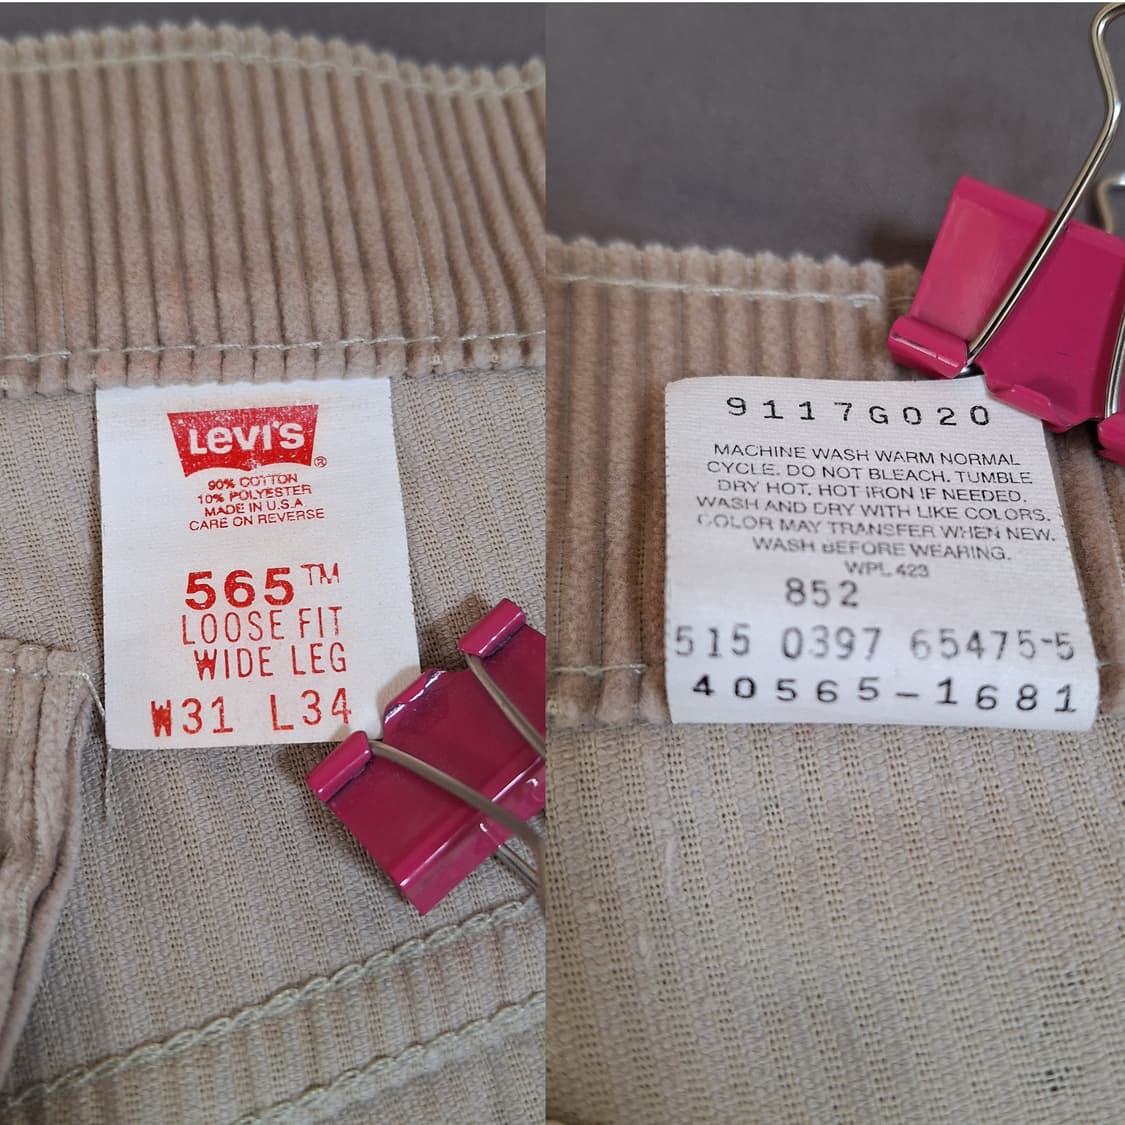 LEVI'S ®
90% COTTON
10% POLYESTER
MADE IN U.S.A
CARE ON REVERSE
565™
LOOSE FIT
WIDE LEG
W31 L34
9117G020
MACHINE WASH WARM NORMAL
CYCLE. DO NOT BLEACH. TUMBLE
DRY HOT. HOT IRON IF NEEDED.
WASH AND DRY WITH LIKE COLORS.
COLOR MAY TRANSFER WHEN NEW.
WASH BEFORE WEARING.
WPL 423
852
515 0397 65475-5
40565-1681